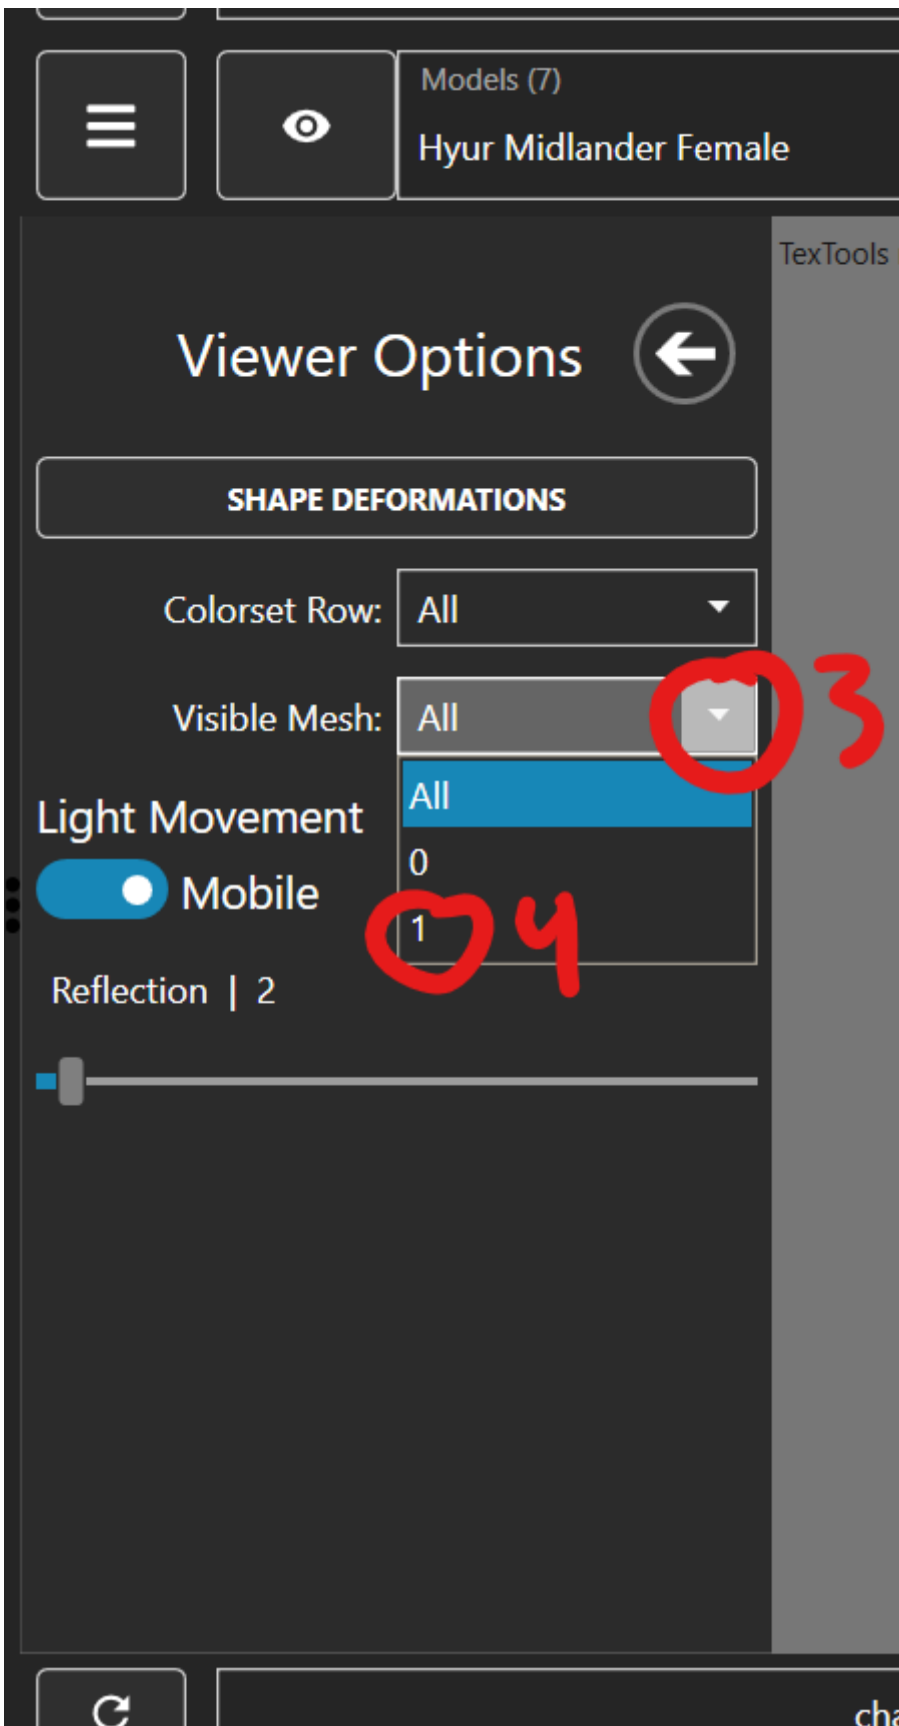 Models (7)
Hyur Midlander Female
TexTools
Viewer Options
SHAPE DEFORMATIONS
Colorset Row: All
Visible Mesh: All
3
All
Light Movement
0
Mobile
1
4
Reflection | 2
cha